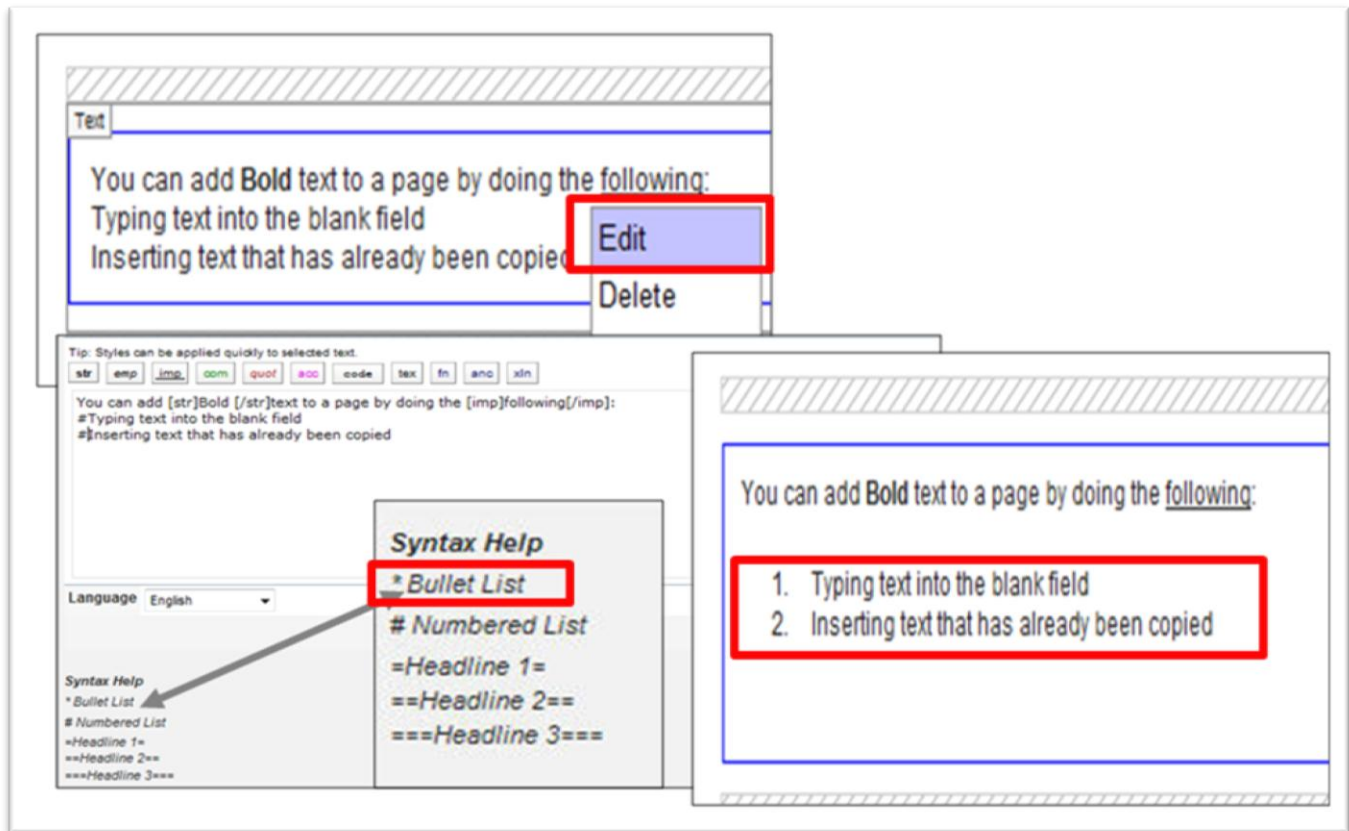 Text
You can add Bold text to a page by doing the following:
Typing text into the blank field
Inserting text that has already been copied
Edit
Delete
Tip: Styles can be applied quickly to selected text.
str emp imp com quot acc code tex fn anc xln
You can add [str]Bold [/str]text to a page by doing the [imp]following[/imp]:
#Typing text into the blank field
#Inserting text that has already been copied
Language English
Syntax Help
* Bullet List
# Numbered List
=Headline 1=
==Headline 2==
===Headline 3===
Syntax Help
* Bullet List
# Numbered List
=Headline 1=
==Headline 2==
===Headline 3===
You can add Bold text to a page by doing the following:
1. Typing text into the blank field
2. Inserting text that has already been copied